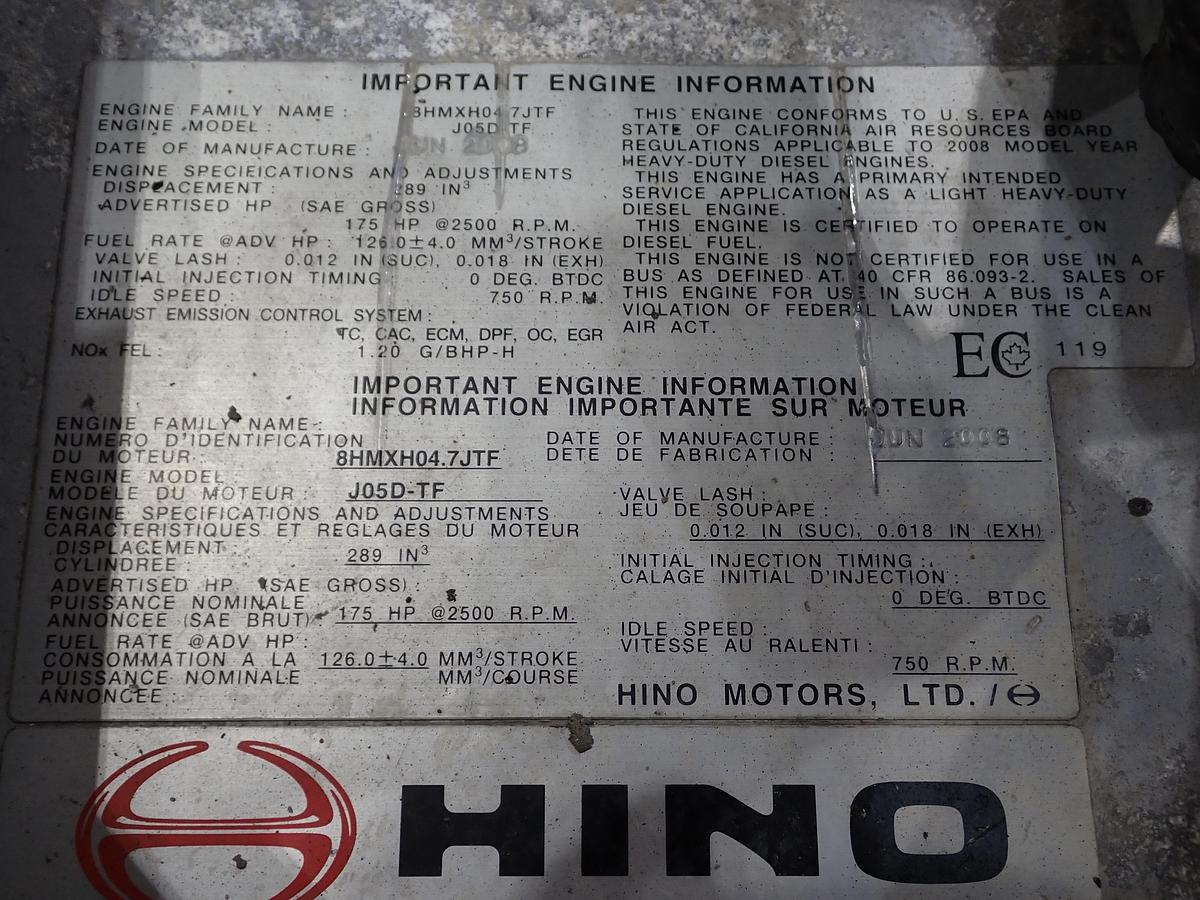 IMPORTANT ENGINE INFORMATION
ENGINE FAMILY NAME : 8HMXH04.7JTF
ENGINE MODEL : J05D-TF
DATE OF MANUFACTURE : JUN 2008
ENGINE SPECIFICATIONS AND ADJUSTMENTS
DISPLACEMENT : 289 IN³
ADVERTISED HP (SAE GROSS)
175 HP @2500 R.P.M.
FUEL RATE @ADV HP : 126.0±4.0 MM³/STROKE
VALVE LASH : 0.012 IN (SUC), 0.018 IN (EXH)
INITIAL INJECTION TIMING 0 DEG. BTDC
IDLE SPEED : 750 R.P.M.
EXHAUST EMISSION CONTROL SYSTEM :
TC, CAC, ECM, DPF, OC, EGR
NOx FEL : 1.20 G/BHP-H
THIS ENGINE CONFORMS TO U.S.EPA AND
STATE OF CALIFORNIA AIR RESOURCES BOARD
REGULATIONS APPLICABLE TO 2008 MODEL YEAR
HEAVY-DUTY DIESEL ENGINES.
THIS ENGINE HAS A PRIMARY INTENDED
SERVICE APPLICATION AS A LIGHT HEAVY-DUTY
DIESEL ENGINE.
THIS ENGINE IS CERTIFIED TO OPERATE ON
DIESEL FUEL.
THIS ENGINE IS NOT CERTIFIED FOR USE IN A
BUS AS DEFINED AT 40 CFR 86.093-2. SALES OF
THIS ENGINE FOR USE IN SUCH A BUS IS A
VIOLATION OF FEDERAL LAW UNDER THE CLEAN
AIR ACT.
EC 119
IMPORTANT ENGINE INFORMATION
INFORMATION IMPORTANTE SUR MOTEUR
ENGINE FAMILY NAME :
NUMERO D'IDENTIFICATION
DU MOTEUR : 8HMXH04.7JTF
ENGINE MODEL
MODELE DU MOTEUR : J05D-TF
ENGINE SPECIFICATIONS AND ADJUSTMENTS
CARACTERISTIQUES ET REGLAGES DU MOTEUR
DISPLACEMENT :
CYLINDREE : 289 IN³
ADVERTISED HP (SAE GROSS) :
PUISSANCE NOMINALE
ANNONCEE (SAE BRUT) : 175 HP @2500 R.P.M.
FUEL RATE @ADV HP :
CONSOMMATION A LA 126.0±4.0 MM³/STROKE
PUISSANCE NOMINALE MM³/COURSE
ANNONCEE :
DATE OF MANUFACTURE : JUN 2008
DETE DE FABRICATION :
VALVE LASH :
JEU DE SOUPAPE :
0.012 IN (SUC), 0.018 IN (EXH)
INITIAL INJECTION TIMING :
CALAGE INITIAL D'INJECTION :
0 DEG. BTDC
IDLE SPEED :
VITESSE AU RALENTI :
750 R.P.M.
HINO MOTORS, LTD. /
HINO